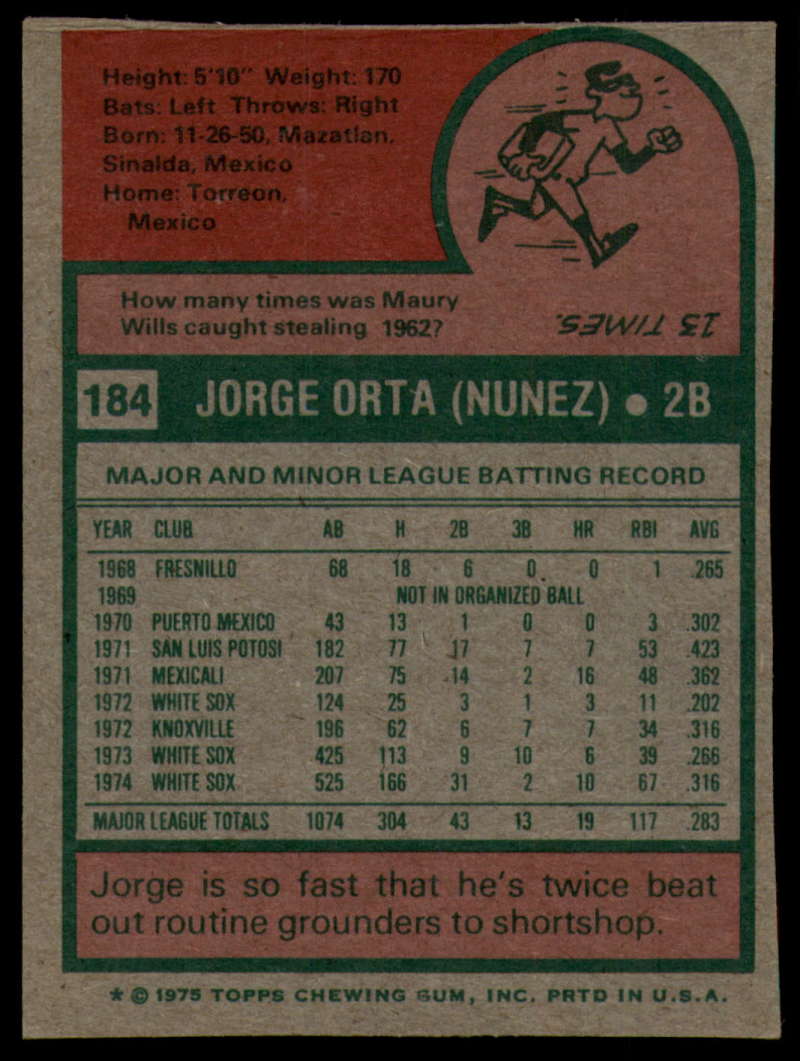 Height: 5'10" Weight: 170
Bats: Left Throws: Right
Born: 11-26-50, Mazatlan,
Sinalda, Mexico
Home: Torreon,
Mexico
How many times was Maury
Wills caught stealing 1962?
13 TIMES.
184 JORGE ORTA (NUNEZ) • 2B
MAJOR AND MINOR LEAGUE BATTING RECORD
YEAR CLUB AB H 2B 3B HR RBI AVG
1968 FRESNILLO 68 18 6 0 0 1 .265
1969 NOT IN ORGANIZED BALL
1970 PUERTO MEXICO 43 13 1 0 0 3 .302
1971 SAN LUIS POTOSI 182 77 17 7 7 53 .423
1971 MEXICALI 207 75 14 2 16 48 .362
1972 WHITE SOX 124 25 3 1 3 11 .202
1972 KNOXVILLE 196 62 6 7 7 34 .316
1973 WHITE SOX 425 113 9 10 6 39 .266
1974 WHITE SOX 525 166 31 2 10 67 .316
MAJOR LEAGUE TOTALS 1074 304 43 13 19 117 .283
Jorge is so fast that he's twice beat
out routine grounders to shortshop.
* © 1975 TOPPS CHEWING GUM, INC. PRTD IN U.S.A.